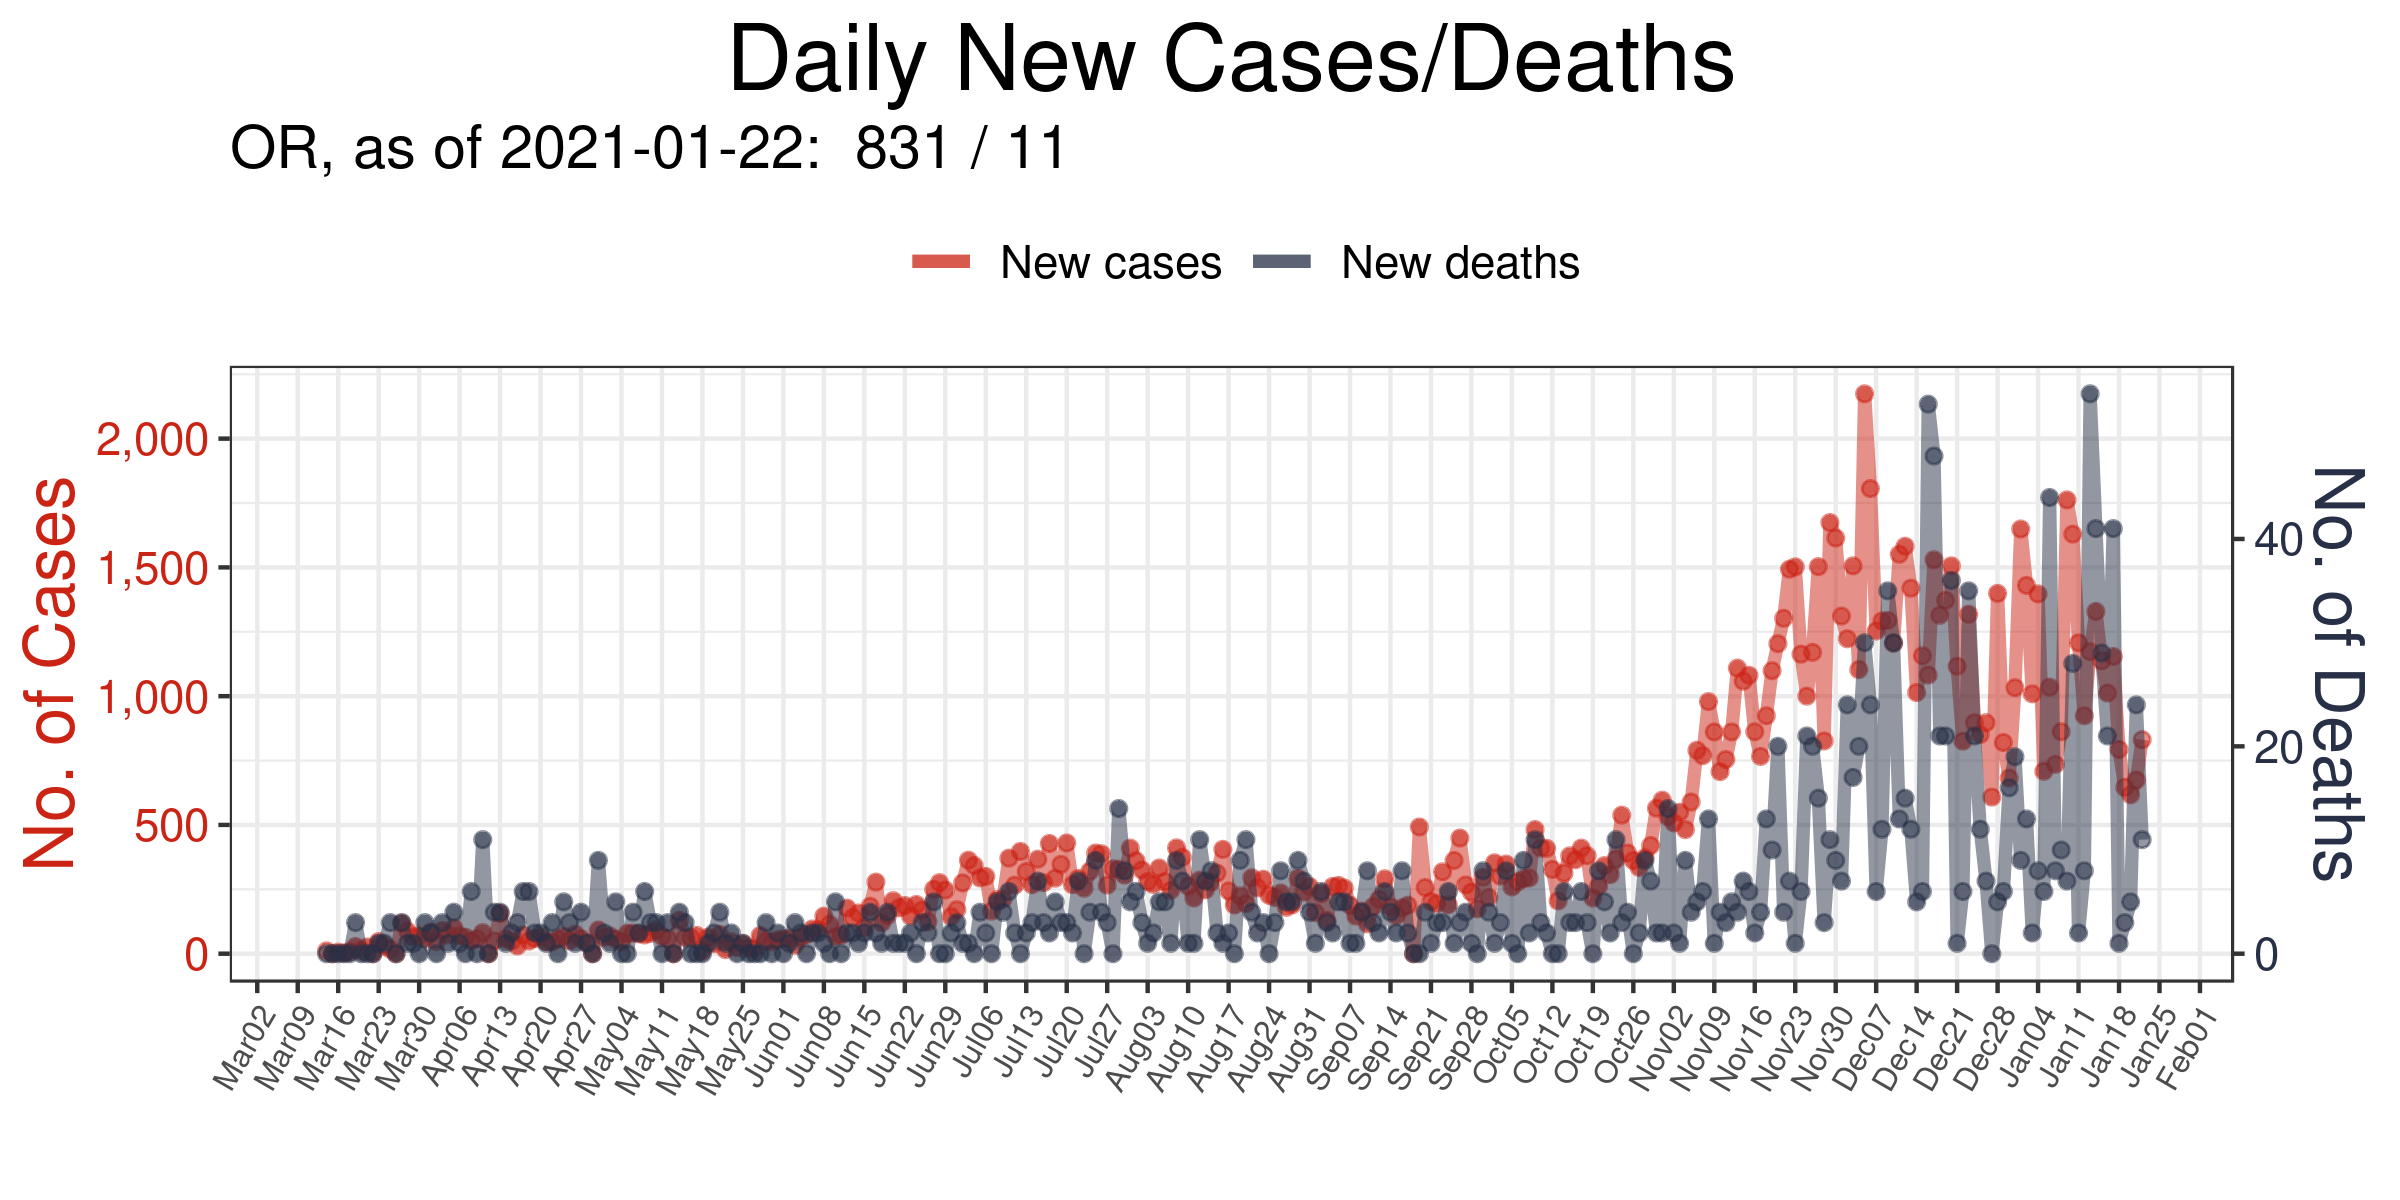 Daily New Cases/Deaths
OR, as of 2021-01-22:  831 / 11
New cases
New deaths
No. of Cases
2,000
1,500
1,000
500
0
No. of Deaths
40
20
0
Mar02
Mar09
Mar16
Mar23
Mar30
Apr06
Apr13
Apr20
Apr27
May04
May11
May18
May25
Jun01
Jun08
Jun15
Jun22
Jun29
Jul06
Jul13
Jul20
Jul27
Aug03
Aug10
Aug17
Aug24
Aug31
Sep07
Sep14
Sep21
Sep28
Oct05
Oct12
Oct19
Oct26
Nov02
Nov09
Nov16
Nov23
Nov30
Dec07
Dec14
Dec21
Dec28
Jan04
Jan11
Jan18
Jan25
Feb01